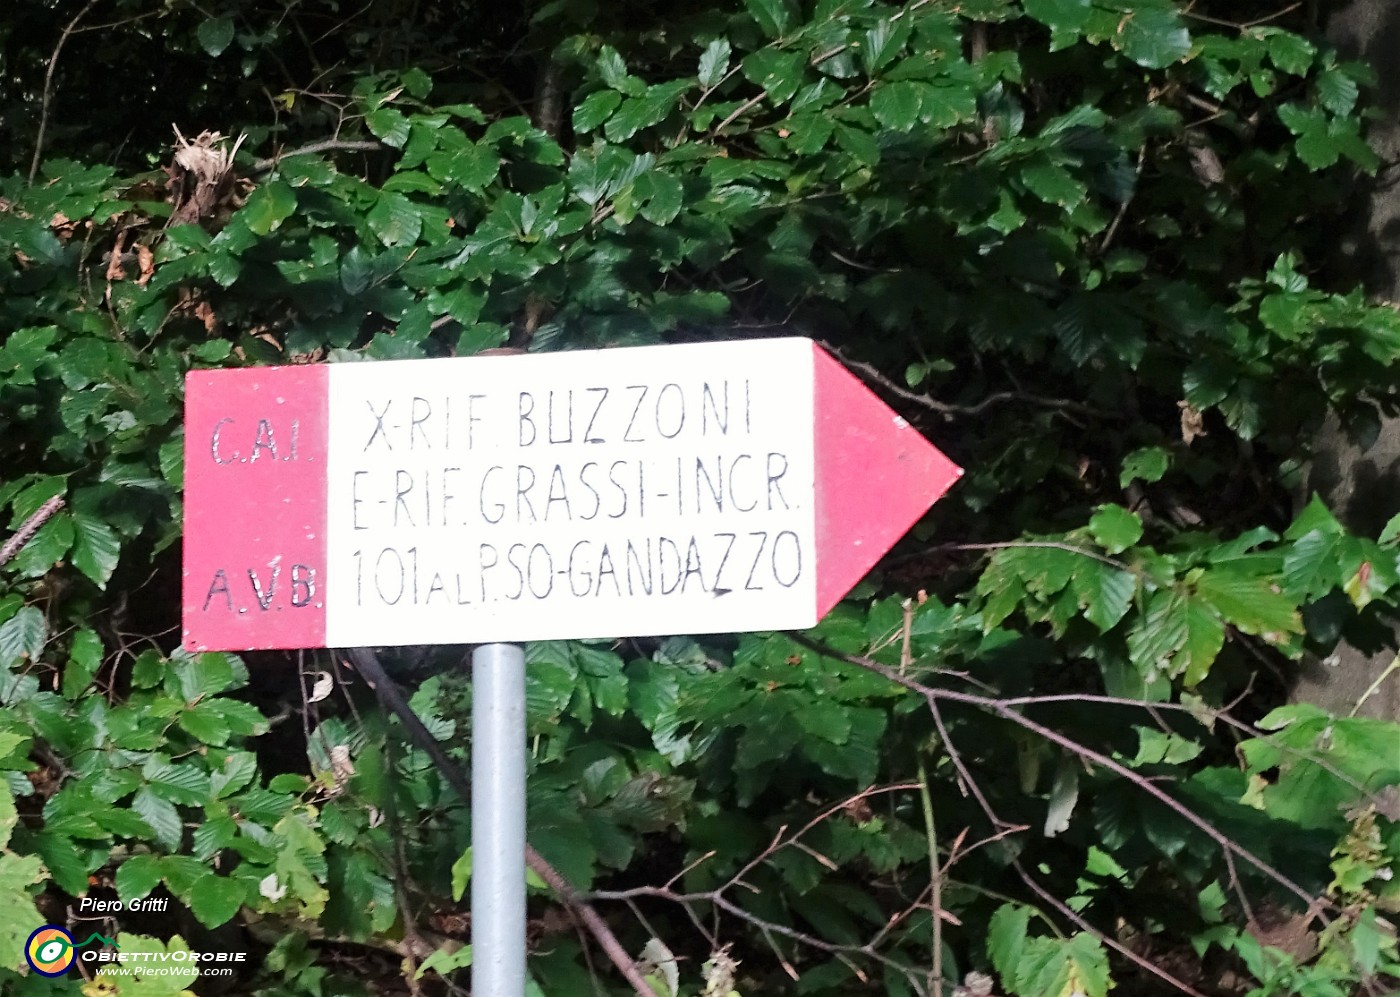 C.A.I.
A.V.B.
X-RIF. BUZZONI
E-RIF. GRASSI-INCR.
101 AL P.SO-GANDAZZO
Piero Gritti
OBIETTIVOROBIE
www.PieroWeb.com